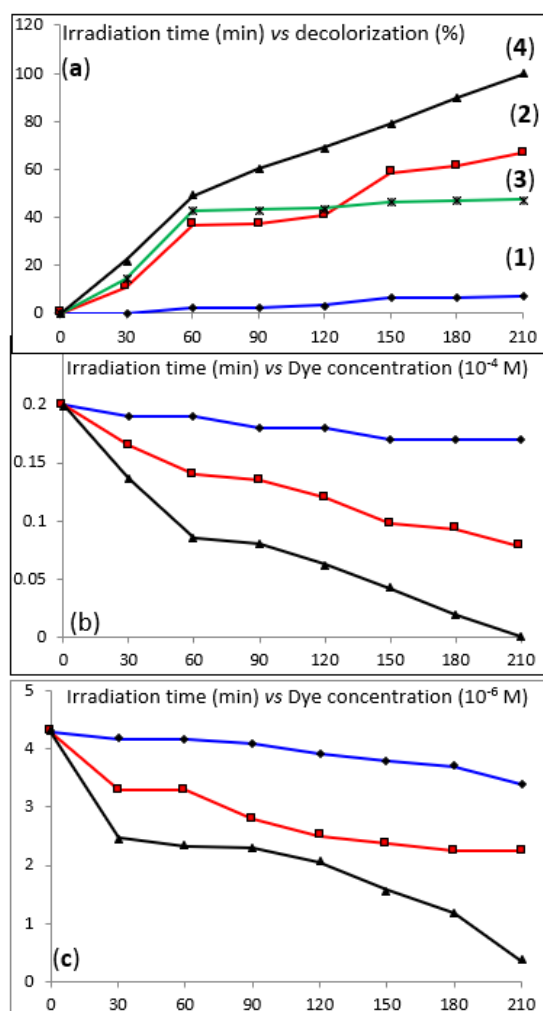 120 Irradiation time (min) vs decolorization (%)
(a)
(4)
100
(2)
80
60
(3)
40
(1)
20
0
0 30 60 90 120 150 180 210
Irradiation time (min) vs Dye concentration (10⁻⁴ M)
0.2
0.15
0.1
0.05
(b)
0
0 30 60 90 120 150 180 210
5 Irradiation time (min) vs Dye concentration (10⁻⁶ M)
4
3
2
1
(c)
0
0 30 60 90 120 150 180 210